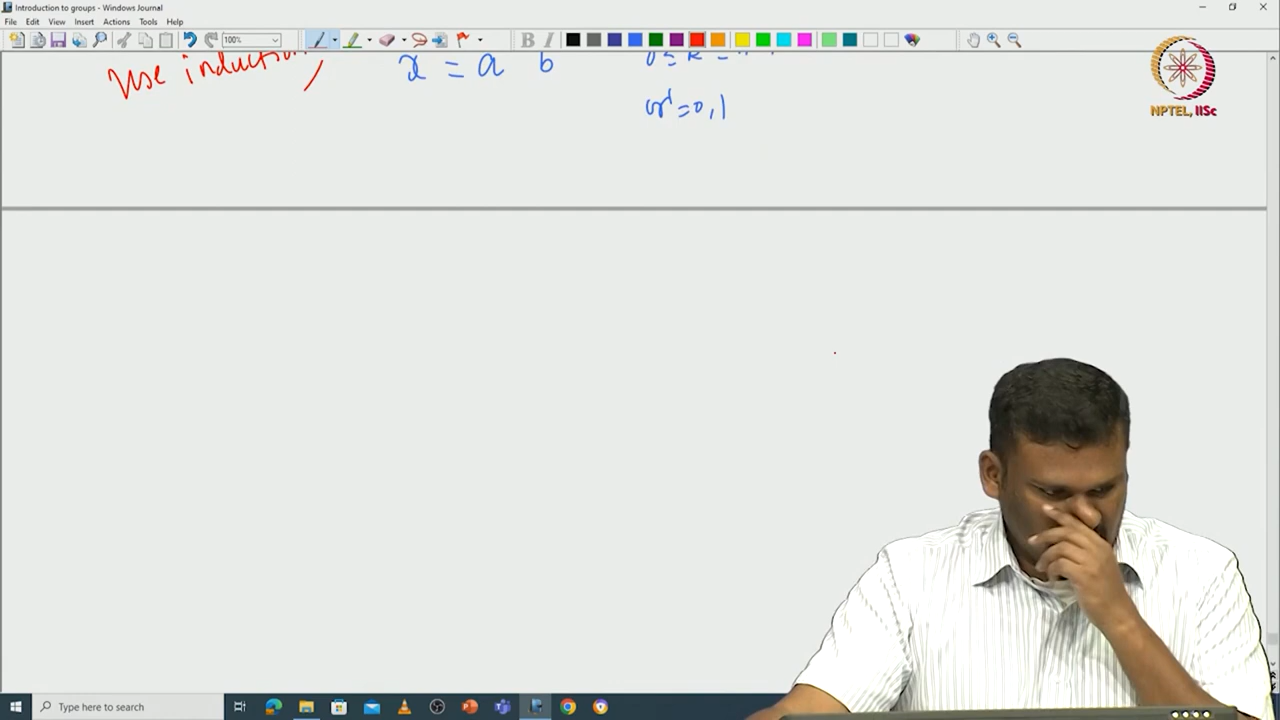 Introduction to groups - Windows Journal
File Edit View Insert Actions Tools Help
100%
B I
Use induction,
x = a b
0 ≤ k =
= 0, 1
NPTEL, IISc
Type here to search